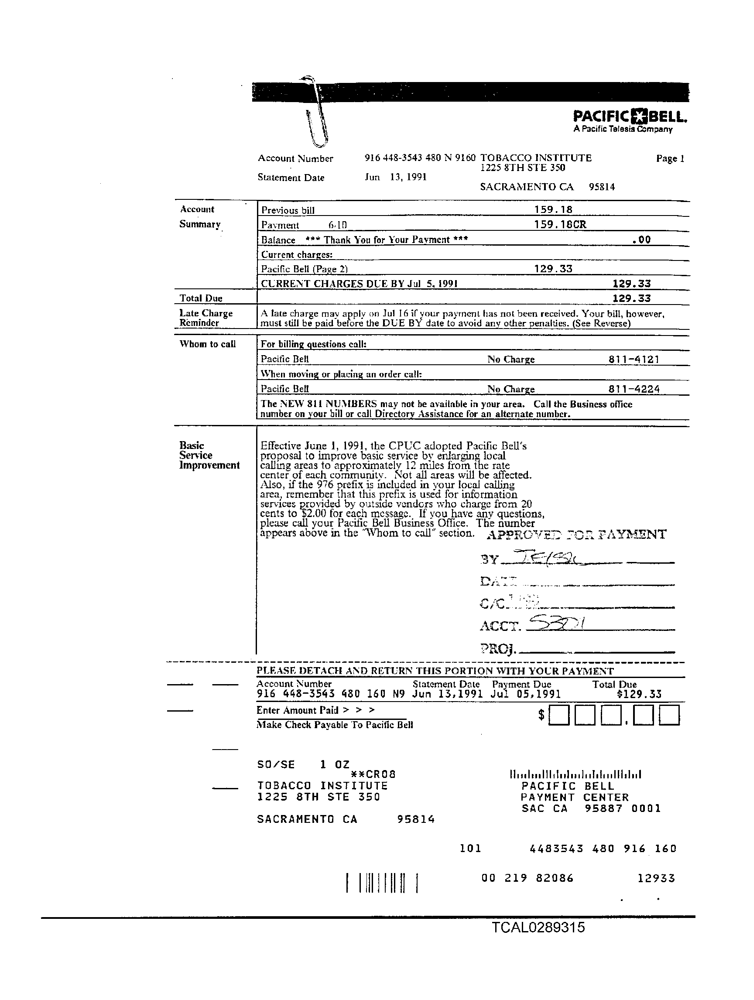 PACIFIC BELL.
A Pacific Telesis Company
Account Number 916 448-3543 480 N 9160 TOBACCO INSTITUTE Page 1
1225 8TH STE 350
Statement Date Jun 13, 1991
SACRAMENTO CA 95814
Account Summary
Previous bill 159.18
Payment 6-10 159.18CR
Balance *** Thank You for Your Payment *** .00
Current charges:
Pacific Bell (Page 2) 129.33
CURRENT CHARGES DUE BY Jul 5, 1991 129.33
Total Due 129.33
Late Charge Reminder
A late charge may apply on Jul 16 if your payment has not been received. Your bill, however,
must still be paid before the DUE BY date to avoid any other penalties. (See Reverse)
Whom to call For billing questions call:
Pacific Bell No Charge 811-4121
When moving or placing an order call:
Pacific Bell No Charge 811-4224
The NEW 811 NUMBERS may not be available in your area. Call the Business office
number on your bill or call Directory Assistance for an alternate number.
Basic
Service
Improvement
Effective June 1, 1991, the CPUC adopted Pacific Bell's
proposal to improve basic service by enlarging local
calling areas to approximately 12 miles from the rate
center of each community. Not all areas will be affected.
Also, if the 976 prefix is included in your local calling
area, remember that this prefix is used for information
services provided by outside vendors who charge from 20
cents to $2.00 for each message. If you have any questions,
please call your Pacific Bell Business Office. The number
appears above in the "Whom to call" section.
APPROVED FOR PAYMENT
BY
DATE
C/C
ACCT. 5301
PROJ.
PLEASE DETACH AND RETURN THIS PORTION WITH YOUR PAYMENT
Account Number Statement Date Payment Due Total Due
916 448-3543 480 160 N9 Jun 13,1991 Jul 05,1991 $129.33
Enter Amount Paid > > >
$ .
Make Check Payable To Pacific Bell
SO/SE 1 OZ
**CR08
TOBACCO INSTITUTE
1225 8TH STE 350
SACRAMENTO CA 95814
PACIFIC BELL
PAYMENT CENTER
SAC CA 95887 0001
101 4483543 480 916 160
00 219 82086 12933
TCAL0289315